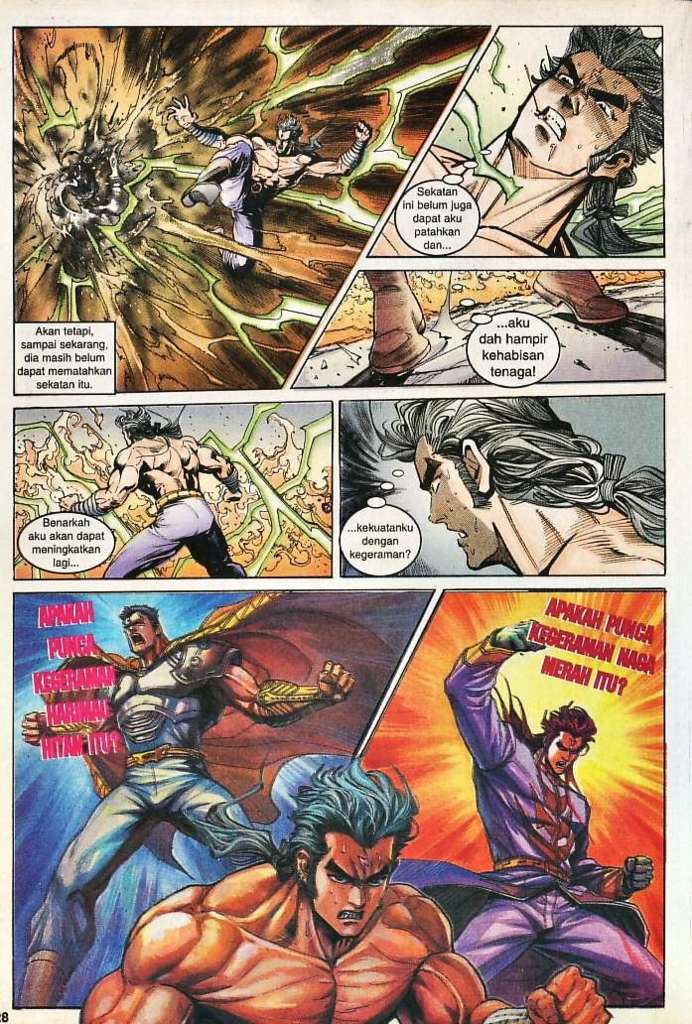 Akan tetapi,
sampai sekarang,
dia masih belum
dapat mematahkan
sekatan itu.
Sekatan
ini belum juga
dapat aku
patahkan
dan...
...aku
dah hampir
kehabisan
tenaga!
Benarkah
aku akan dapat
meningkatkan
lagi...
...kekuatanku
dengan
kegeraman?
APAKAH
PUNCA
KEGERAMAN
HARIMAU
HITAM ITU?
APAKAH PUNCA
KEGERAMAN NAGA
MERAH ITU?
28